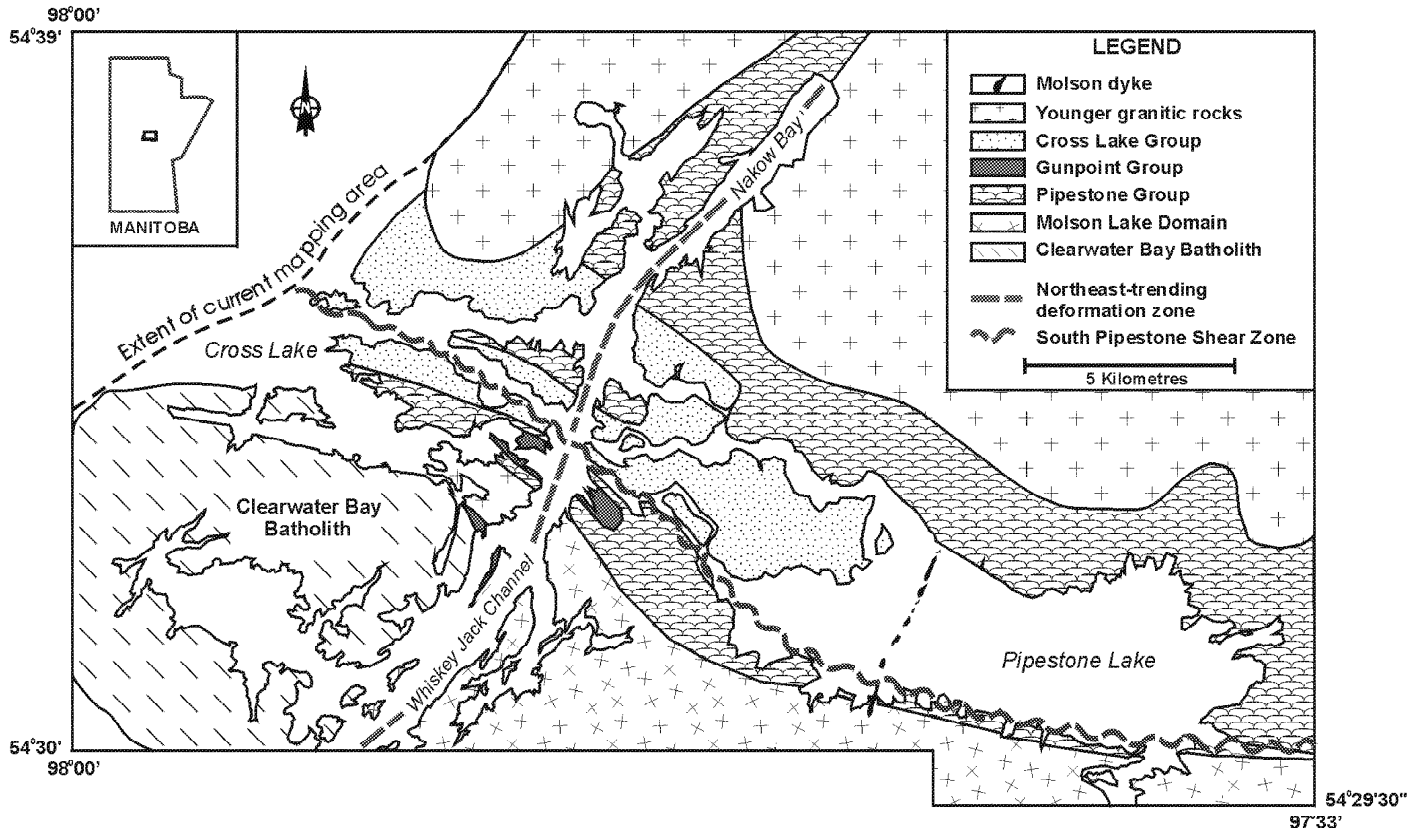 98°00'
54°39'
MANITOBA
LEGEND
Molson dyke
Younger granitic rocks
Cross Lake Group
Gunpoint Group
Pipestone Group
Molson Lake Domain
Clearwater Bay Batholith
Northeast-trending
deformation zone
South Pipestone Shear Zone
5 Kilometres
Nakow Bay
Extent of current mapping area
Cross Lake
Clearwater Bay
Batholith
Whiskey Jack Channel
Pipestone Lake
54°30'
98°00'
54°29'30"
97°33'